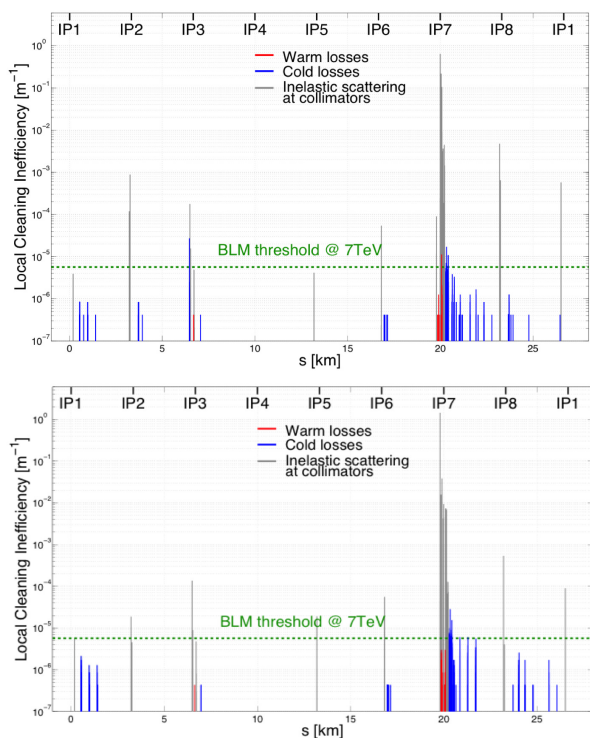 IP1 IP2 IP3 IP4 IP5 IP6 IP7 IP8 IP1
Local Cleaning Inefficiency [m⁻¹]
10⁰
10⁻¹
10⁻²
10⁻³
10⁻⁴
10⁻⁵
10⁻⁶
10⁻⁷
Warm losses
Cold losses
Inelastic scattering
at collimators
BLM threshold @ 7TeV
0 5 10 15 20 25
s [km]
IP1 IP2 IP3 IP4 IP5 IP6 IP7 IP8 IP1
Local Cleaning Inefficiency [m⁻¹]
10⁰
10⁻¹
10⁻²
10⁻³
10⁻⁴
10⁻⁵
10⁻⁶
10⁻⁷
Warm losses
Cold losses
Inelastic scattering
at collimators
BLM threshold @ 7TeV
0 5 10 15 20 25
s [km]